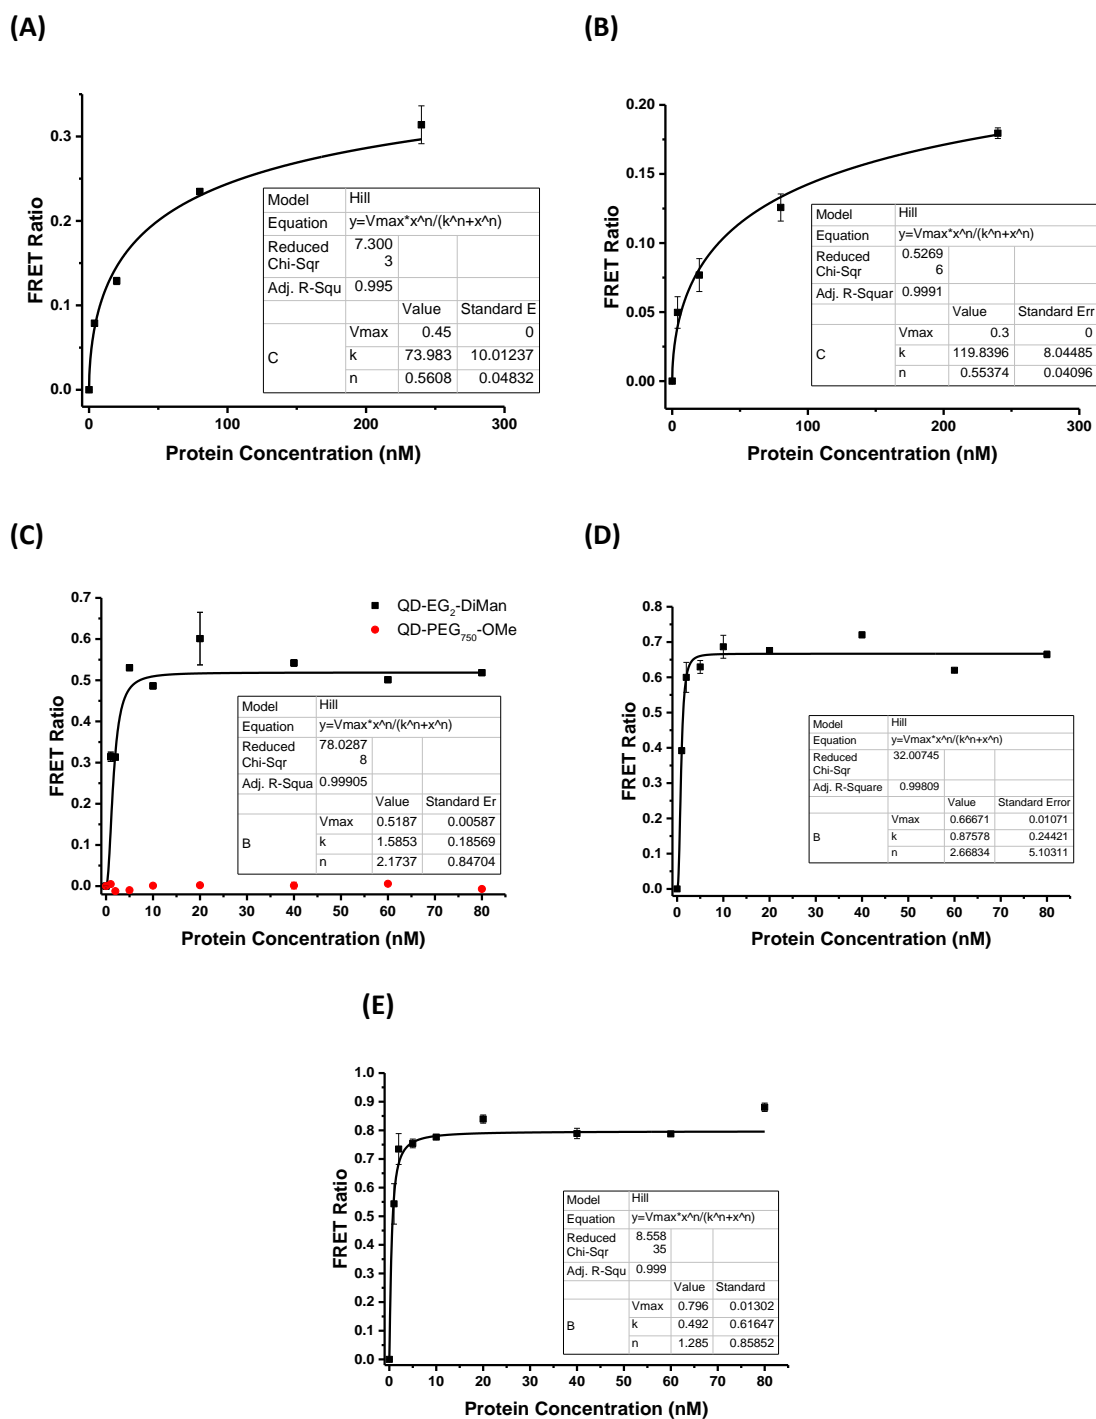 (A)
(B)
0.3
0.2
0.1
0.0
FRET Ratio
0
100
200
300
Protein Concentration (nM)
Model Hill
Equation y=Vmax*x^n/(k^n+x^n)
Reduced 7.300
Chi-Sqr 3
Adj. R-Squ 0.995
Value Standard E
Vmax 0.45 0
C k 73.983 10.01237
n 0.5608 0.04832
0.20
0.15
0.10
0.05
0.00
FRET Ratio
0
100
200
300
Protein Concentration (nM)
Model Hill
Equation y=Vmax*x^n/(k^n+x^n)
Reduced 0.5269
Chi-Sqr 6
Adj. R-Squar 0.9991
Value Standard Err
Vmax 0.3 0
C k 119.8396 8.04485
n 0.55374 0.04096
(C)
(D)
0.7
0.6
0.5
0.4
0.3
0.2
0.1
0.0
FRET Ratio
QD-EG2-DiMan
QD-PEG750-OMe
0 10 20 30 40 50 60 70 80
Protein Concentration (nM)
Model Hill
Equation y=Vmax*x^n/(k^n+x^n)
Reduced 78.0287
Chi-Sqr 8
Adj. R-Squa 0.99905
Value Standard Er
Vmax 0.5187 0.00587
B k 1.5853 0.18569
n 2.1737 0.84704
0.8
0.7
0.6
0.5
0.4
0.3
0.2
0.1
0.0
FRET Ratio
0 10 20 30 40 50 60 70 80
Protein Concentration (nM)
Model Hill
Equation y=Vmax*x^n/(k^n+x^n)
Reduced 32.00745
Chi-Sqr
Adj. R-Square 0.99809
Value Standard Error
Vmax 0.66671 0.01071
B k 0.87578 0.24421
n 2.66834 5.10311
(E)
1.0
0.9
0.8
0.7
0.6
0.5
0.4
0.3
0.2
0.1
0.0
FRET Ratio
0 10 20 30 40 50 60 70 80
Protein Concentration (nM)
Model Hill
Equation y=Vmax*x^n/(k^n+x^n)
Reduced 8.558
Chi-Sqr 35
Adj. R-Squ 0.999
Value Standard
Vmax 0.796 0.01302
B k 0.492 0.61647
n 1.285 0.85852